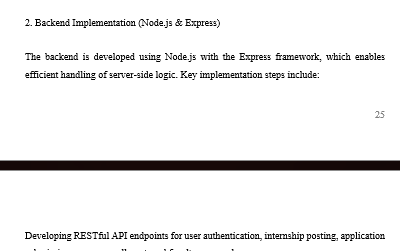 2. Backend Implementation (Node.js & Express)
The backend is developed using Node.js with the Express framework, which enables
efficient handling of server-side logic. Key implementation steps include:
25
Developing RESTful API endpoints for user authentication, internship posting, application